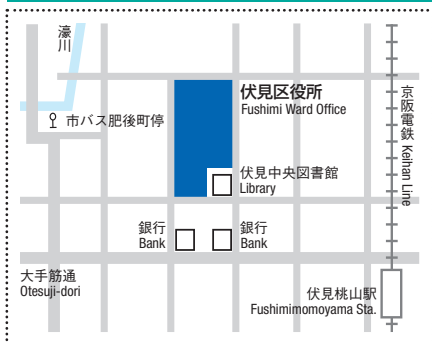 濠川
伏見区役所
Fushimi Ward Office
京阪電鉄 Keihan Line
市バス肥後町停
伏見中央図書館
Library
銀行
Bank
銀行
Bank
大手筋通
Otesuji-dori
伏見桃山駅
Fushimimomoyama Sta.